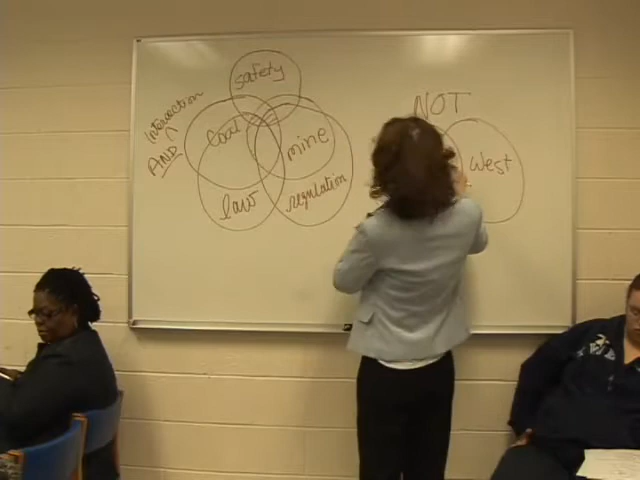 safety
intersection
AND
coal
mine
law
regulation
NOT
West